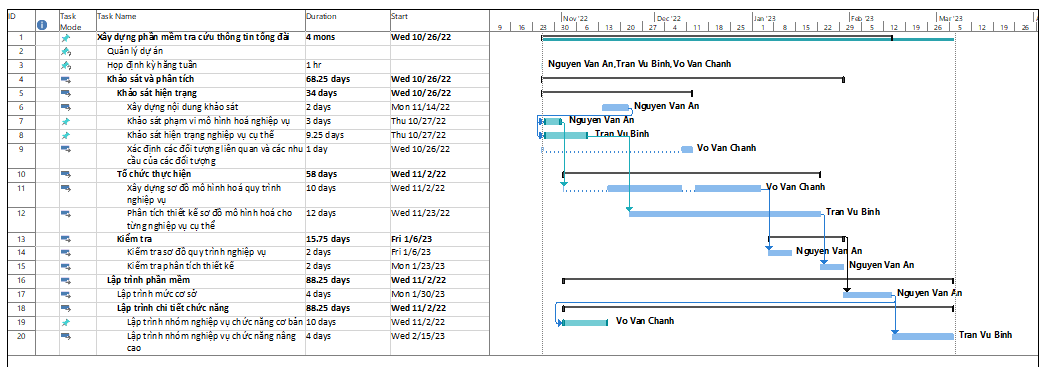 ID Task Mode Task Name Duration Start
Nov '22 Dec '22 Jan '23 Feb '23 Mar '23 A
9 16 23 30 6 13 20 27 4 11 18 25 1 8 15 22 29 5 12 19 26 5 12 19 26
1 Xây dựng phần mềm tra cứu thông tin tổng đài 4 mons Wed 10/26/22
2 Quản lý dự án
3 Họp định kỳ hằng tuần 1 hr Nguyen Van An,Tran Vu Binh,Vo Van Chanh
4 Khảo sát và phân tích 68.25 days Wed 10/26/22
5 Khảo sát hiện trạng 34 days Wed 10/26/22
6 Xây dựng nội dung khảo sát 2 days Mon 11/14/22 Nguyen Van An
7 Khảo sát phạm vi mô hình hoá nghiệp vụ 3 days Thu 10/27/22 Nguyen Van An
8 Khảo sát hiện trạng nghiệp vụ cụ thể 9.25 days Thu 10/27/22 Tran Vu Binh
9 Xác định các đối tượng liên quan và các nhu 1 day Wed 10/26/22 Vo Van Chanh
cầu của các đối tượng
10 Tổ chức thực hiện 58 days Wed 11/2/22
11 Xây dựng sơ đồ mô hình hoá quy trình 10 days Wed 11/2/22 Vo Van Chanh
nghiệp vụ
12 Phân tích thiết kế sơ đồ mô hình hoá cho 12 days Wed 11/23/22 Tran Vu Binh
từng nghiệp vụ cụ thể
13 Kiểm tra 15.75 days Fri 1/6/23
14 Kiểm tra sơ đồ quy trình nghiệp vụ 2 days Fri 1/6/23 Nguyen Van An
15 Kiểm tra phân tích thiết kế 2 days Mon 1/23/23 Nguyen Van An
16 Lập trình phần mềm 88.25 days Wed 11/2/22
17 Lập trình mức cơ sở 4 days Mon 1/30/23 Nguyen Van An
18 Lập trình chi tiết chức năng 88.25 days Wed 11/2/22
19 Lập trình nhóm nghiệp vụ chức năng cơ bản 10 days Wed 11/2/22 Vo Van Chanh
20 Lập trình nhóm nghiệp vụ chức năng nâng 4 days Wed 2/15/23 Tran Vu Binh
cao